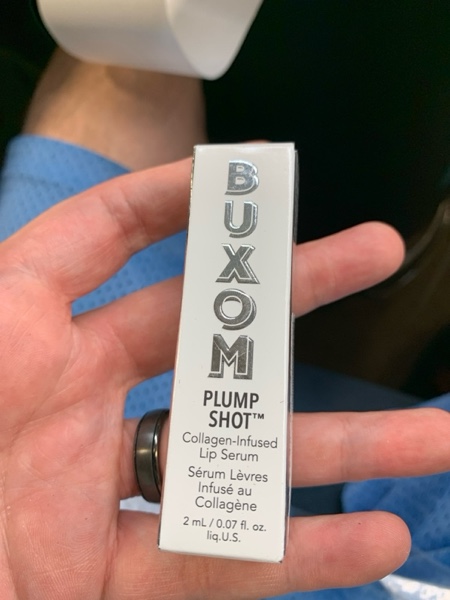 BUXOM
PLUMP
SHOT™
Collagen-Infused
Lip Serum
Sérum Lèvres
Infusé au
Collagène
2 mL / 0.07 fl. oz.
liq.U.S.